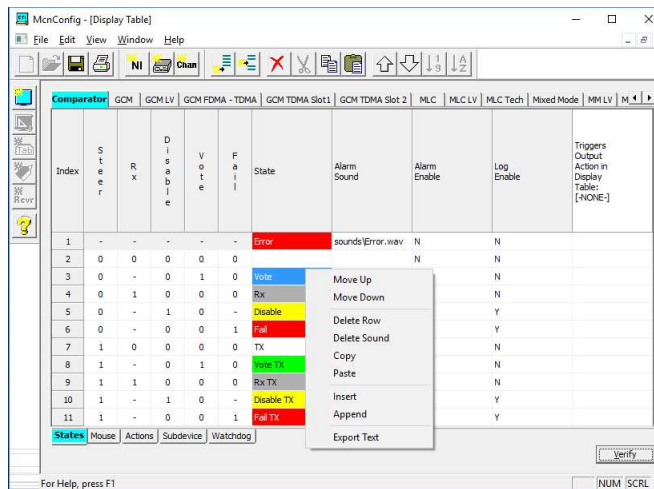 McnConfig - [Display Table]
File Edit View Window Help
NI Chan
Comparator GCM GCM LV GCM FDMA - TDMA GCM TDMA Slot1 GCM TDMA Slot 2 MLC MLC LV MLC Tech Mixed Mode MM LV M
Index Steer Rx Disable Vote Fail State Alarm Sound Alarm Enable Log Enable Triggers Output Action in Display Table: [-NONE-]
1 - - - - - Error sounds\Error.wav N N
2 0 0 0 0 0 N N
3 0 - 0 1 0 Vote N
4 0 1 0 0 0 Rx N
5 0 - 1 0 - Disable Y
6 0 - 0 0 1 Fail Y
7 1 0 0 0 0 TX N
8 1 - 0 1 0 Vote TX N
9 1 1 0 0 0 Rx TX N
10 1 - 1 0 - Disable TX Y
11 1 - 0 0 1 Fail TX Y
Move Up
Move Down
Delete Row
Delete Sound
Copy
Paste
Insert
Append
Export Text
States Mouse Actions Subdevice Watchdog
Verify
For Help, press F1
NUM SCRL
Tab
Rcvr